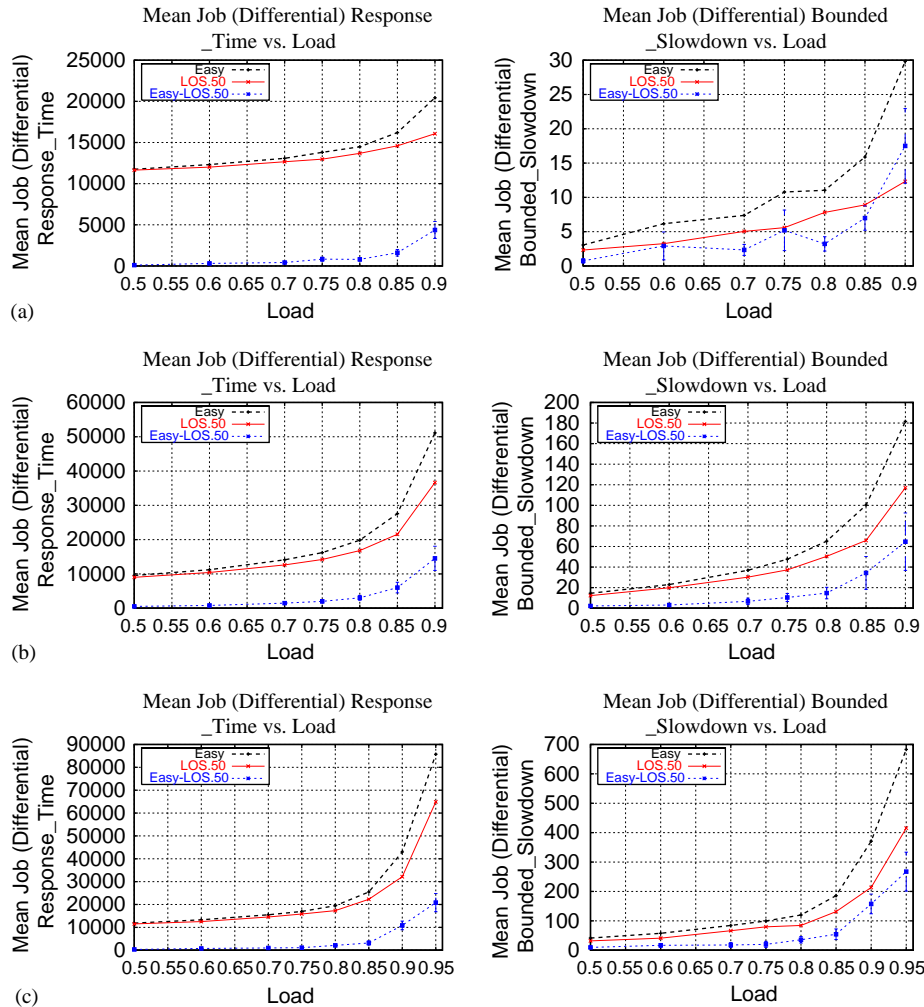 Mean Job (Differential) Response
_Time vs. Load
25000
20000
15000
10000
5000
0
Mean Job (Differential)
Response_Time
Easy
LOS.50
Easy-LOS.50
0.5 0.55 0.6 0.65 0.7 0.75 0.8 0.85 0.9
Load
(a)
Mean Job (Differential) Bounded
_Slowdown vs. Load
30
25
20
15
10
5
0
Mean Job (Differential)
Bounded_Slowdown
Easy
LOS.50
Easy-LOS.50
0.5 0.55 0.6 0.65 0.7 0.75 0.8 0.85 0.9
Load
Mean Job (Differential) Response
_Time vs. Load
60000
50000
40000
30000
20000
10000
0
Mean Job (Differential)
Response_Time
Easy
LOS.50
Easy-LOS.50
0.5 0.55 0.6 0.65 0.7 0.75 0.8 0.85 0.9
Load
(b)
Mean Job (Differential) Bounded
_Slowdown vs. Load
200
180
160
140
120
100
80
60
40
20
0
Mean Job (Differential)
Bounded_Slowdown
Easy
LOS.50
Easy-LOS.50
0.5 0.55 0.6 0.65 0.7 0.75 0.8 0.85 0.9
Load
Mean Job (Differential) Response
_Time vs. Load
90000
80000
70000
60000
50000
40000
30000
20000
10000
0
Mean Job (Differential)
Response_Time
Easy
LOS.50
Easy-LOS.50
0.5 0.55 0.6 0.65 0.7 0.75 0.8 0.85 0.9 0.95
Load
(c)
Mean Job (Differential) Bounded
_Slowdown vs. Load
700
600
500
400
300
200
100
0
Mean Job (Differential)
Bounded_Slowdown
Easy
LOS.50
Easy-LOS.50
0.5 0.55 0.6 0.65 0.7 0.75 0.8 0.85 0.9 0.95
Load